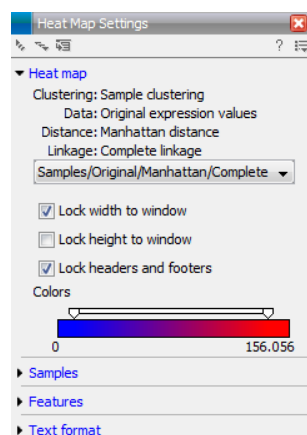 Heat Map Settings
?
Heat map
Clustering: Sample clustering
Data: Original expression values
Distance: Manhattan distance
Linkage: Complete linkage
Samples/Original/Manhattan/Complete
Lock width to window
Lock height to window
Lock headers and footers
Colors
0 156.056
Samples
Features
Text format